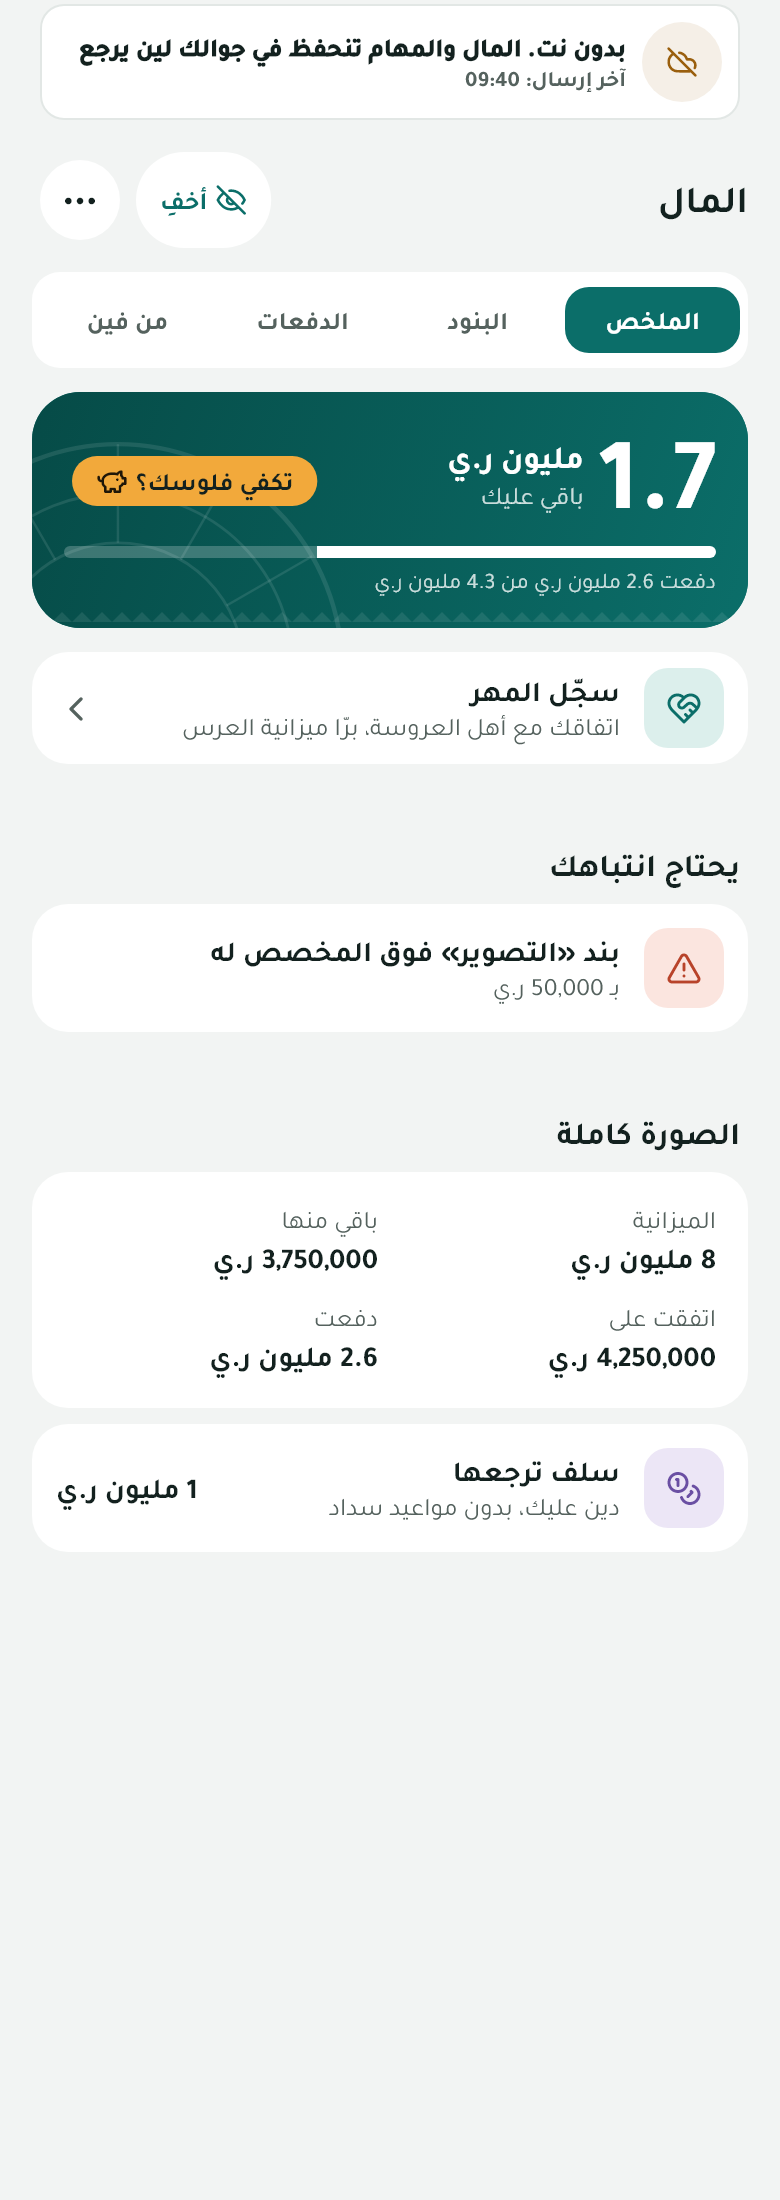 بدون نت. المال والمهام تنحفظ في جوالك لين يرجع
آخر إرسال: 09:40
المال
أخفِ
الملخص
البنود
الدفعات
من فين
1.7 مليون ر.ي
باقي عليك
تكفي فلوسك؟
دفعت 2.6 مليون ر.ي من 4.3 مليون ر.ي
سجّل المهر
اتفاقك مع أهل العروسة، برّا ميزانية العرس
يحتاج انتباهك
بند «التصوير» فوق المخصص له
بـ 50,000 ر.ي
الصورة كاملة
الميزانية
8 مليون ر.ي
باقي منها
3,750,000 ر.ي
اتفقت على
4,250,000 ر.ي
دفعت
2.6 مليون ر.ي
سلف ترجعها
دين عليك، بدون مواعيد سداد
1 مليون ر.ي